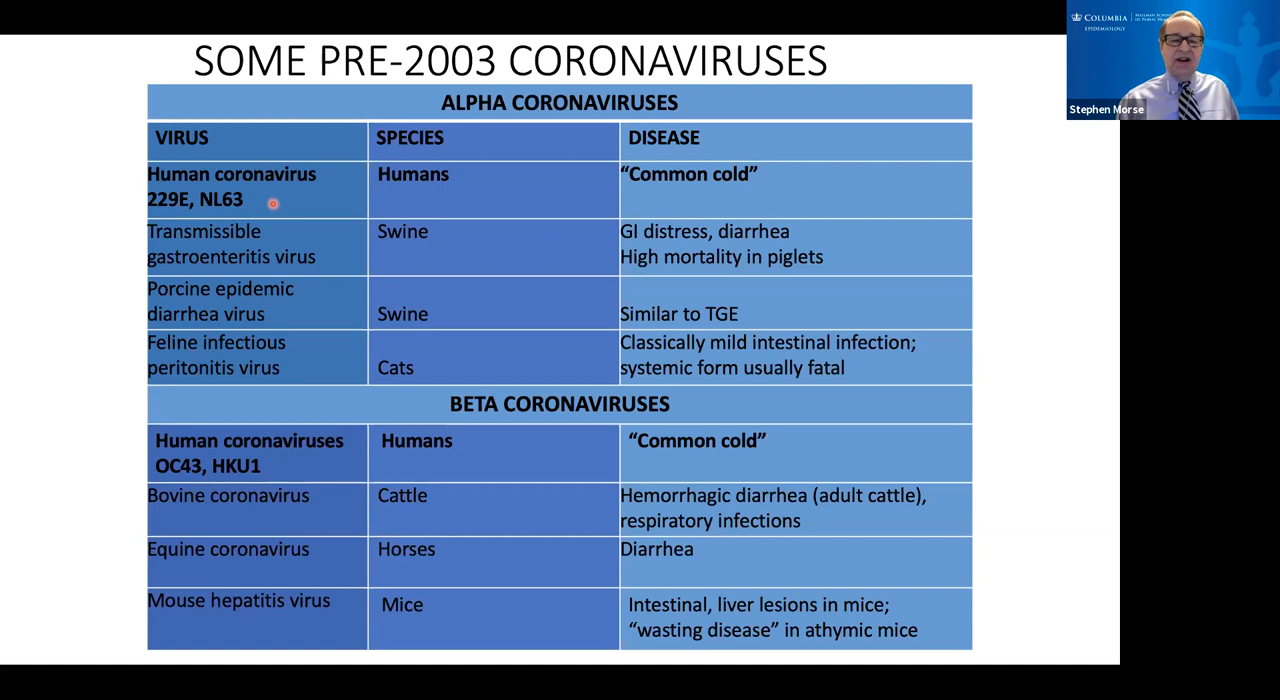 SOME PRE-2003 CORONAVIRUSES
COLUMBIA
EPIDEMIOLOGY
Stephen Morse
ALPHA CORONAVIRUSES
VIRUS SPECIES DISEASE
Human coronavirus
229E, NL63
Humans
“Common cold”
Transmissible
gastroenteritis virus
Swine
GI distress, diarrhea
High mortality in piglets
Porcine epidemic
diarrhea virus
Swine
Similar to TGE
Feline infectious
peritonitis virus
Cats
Classically mild intestinal infection;
systemic form usually fatal
BETA CORONAVIRUSES
Human coronaviruses
OC43, HKU1
Humans
“Common cold”
Bovine coronavirus
Cattle
Hemorrhagic diarrhea (adult cattle),
respiratory infections
Equine coronavirus
Horses
Diarrhea
Mouse hepatitis virus
Mice
Intestinal, liver lesions in mice;
“wasting disease” in athymic mice